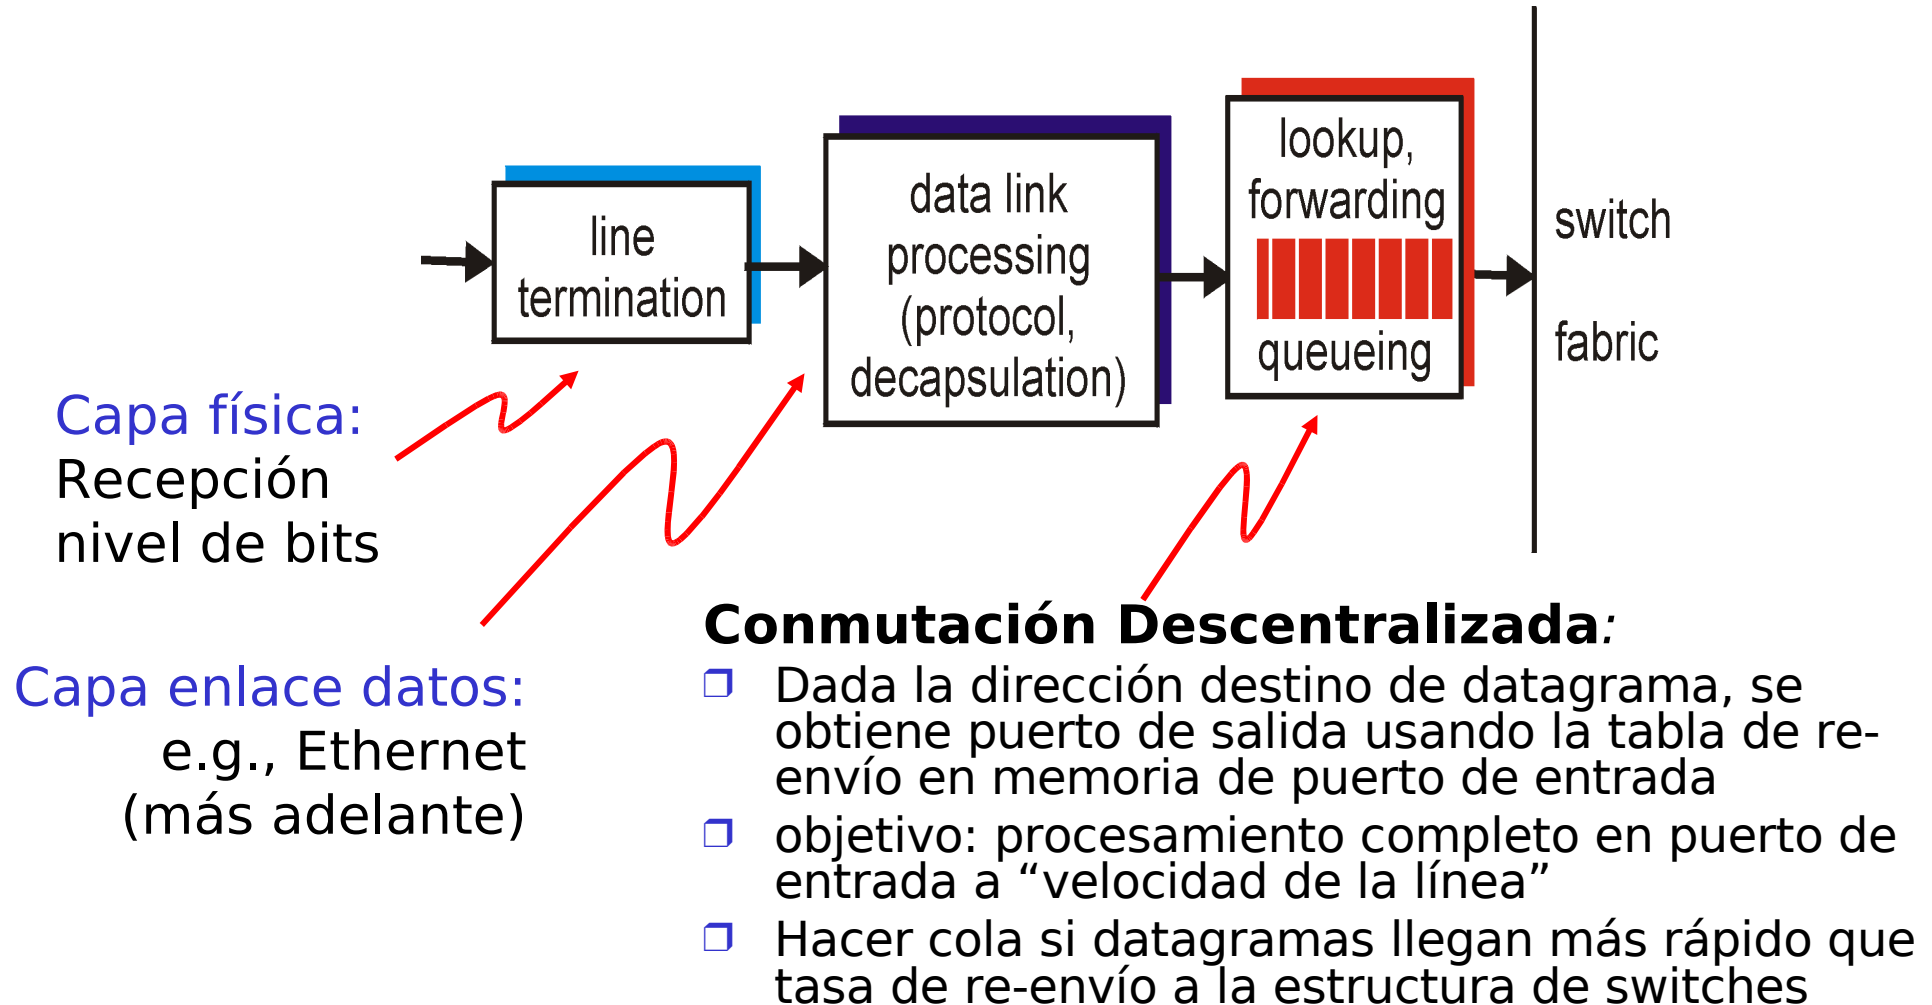 line
termination
data link
processing
(protocol,
decapsulation)
lookup,
forwarding
queueing
switch
fabric
Capa física:
Recepción
nivel de bits
Capa enlace datos:
e.g., Ethernet
(más adelante)
Conmutación Descentralizada:
❒ Dada la dirección destino de datagrama, se
obtiene puerto de salida usando la tabla de re-
envío en memoria de puerto de entrada
❒ objetivo: procesamiento completo en puerto de
entrada a “velocidad de la línea”
❒ Hacer cola si datagramas llegan más rápido que
tasa de re-envío a la estructura de switches